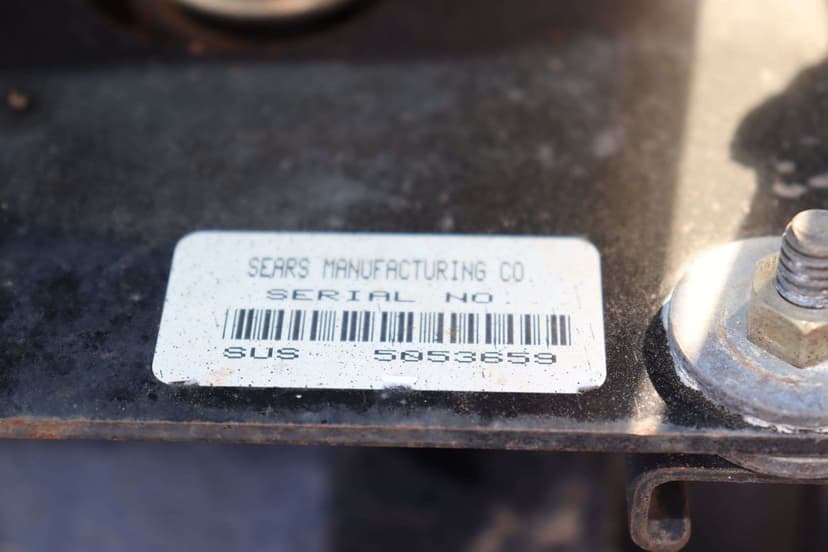 SEARS MANUFACTURING CO.
SERIAL NO.
SUS 5053659